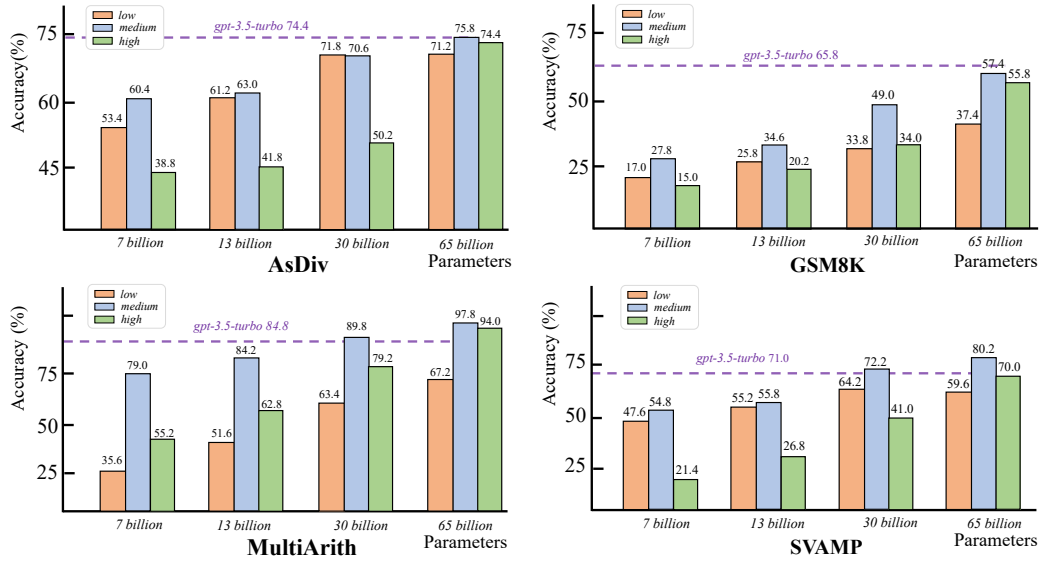 Accuracy(%)
75
60
45
low
medium
high
gpt-3.5-turbo 74.4
53.4
60.4
38.8
61.2
63.0
41.8
71.8
70.6
50.2
71.2
75.8
74.4
7 billion
13 billion
30 billion
65 billion
AsDiv
Parameters
Accuracy(%)
75
50
25
low
medium
high
gpt-3.5-turbo 65.8
17.0
27.8
15.0
25.8
34.6
20.2
33.8
49.0
34.0
37.4
57.4
55.8
7 billion
13 billion
30 billion
65 billion
GSM8K
Parameters
Accuracy (%)
75
50
25
low
medium
high
gpt-3.5-turbo 84.8
35.6
79.0
55.2
51.6
84.2
62.8
63.4
89.8
79.2
67.2
97.8
94.0
7 billion
13 billion
30 billion
65 billion
MultiArith
Parameters
Accuracy (%)
75
50
25
low
medium
high
gpt-3.5-turbo 71.0
47.6
54.8
21.4
55.2
55.8
26.8
64.2
72.2
41.0
59.6
80.2
70.0
7 billion
13 billion
30 billion
65 billion
SVAMP
Parameters